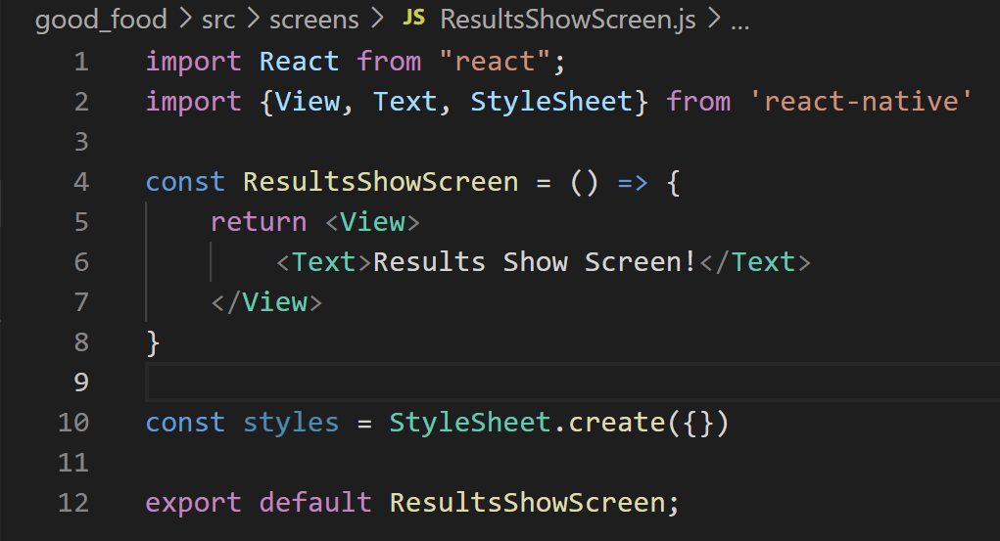 good_food > src > screens > JS ResultsShowScreen.js > ...
1 import React from "react";
2 import {View, Text, StyleSheet} from 'react-native'
3
4 const ResultsShowScreen = () => {
5     return <View>
6         <Text>Results Show Screen!</Text>
7     </View>
8 }
9
10 const styles = StyleSheet.create({})
11
12 export default ResultsShowScreen;